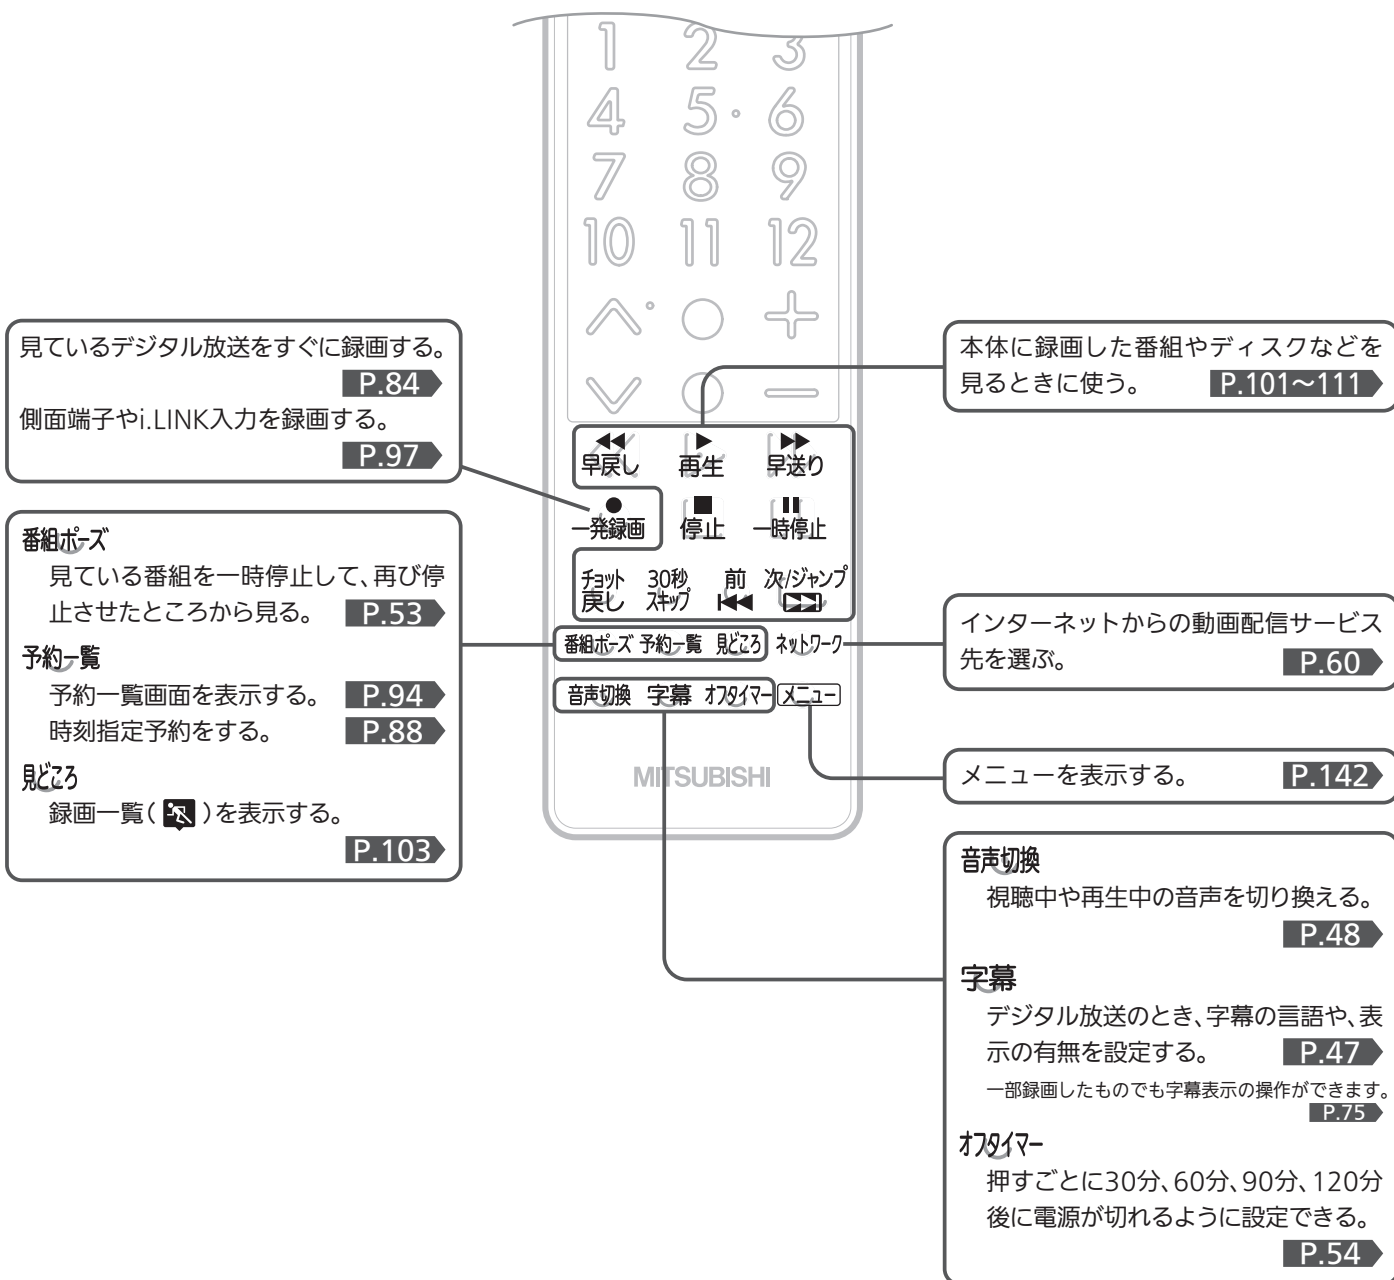 1 2 3
4 5 6
7 8 9
10 11 12
見ているデジタル放送をすぐに録画する。
P.84
側面端子やi.LINK入力を録画する。
P.97
番組ポーズ
見ている番組を一時停止して、再び停
止させたところから見る。 P.53
予約一覧
予約一覧画面を表示する。 P.94
時刻指定予約をする。 P.88
見どころ
録画一覧( )を表示する。
P.103
早戻し 再生 早送り
一発録画 停止 一時停止
チョット戻し 30秒スキップ 前 次/ジャンプ
番組ポーズ 予約一覧 見どころ ネットワーク
音声切換 字幕 オフタイマー メニュー
MITSUBISHI
本体に録画した番組やディスクなどを
見るときに使う。 P.101~111
インターネットからの動画配信サービス
先を選ぶ。 P.60
メニューを表示する。 P.142
音声切換
視聴中や再生中の音声を切り換える。
P.48
字幕
デジタル放送のとき、字幕の言語や、表
示の有無を設定する。 P.47
一部録画したものでも字幕表示の操作ができます。
P.75
オフタイマー
押すごとに30分、60分、90分、120分
後に電源が切れるように設定できる。
P.54